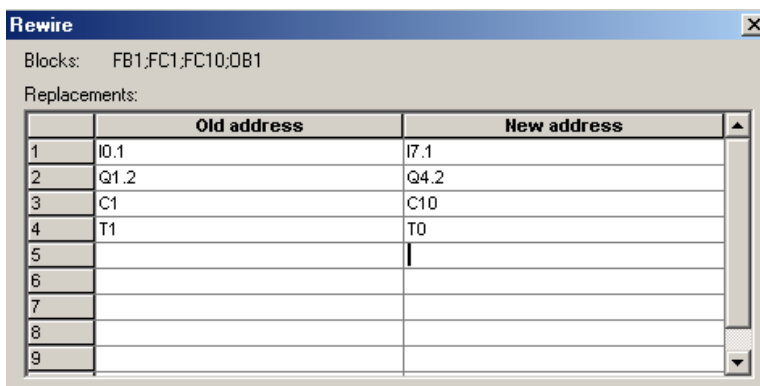 Rewire
Blocks: FB1;FC1;FC10;OB1
Replacements:
Old address New address
1 I0.1 I7.1
2 Q1.2 Q4.2
3 C1 C10
4 T1 T0
5
6
7
8
9